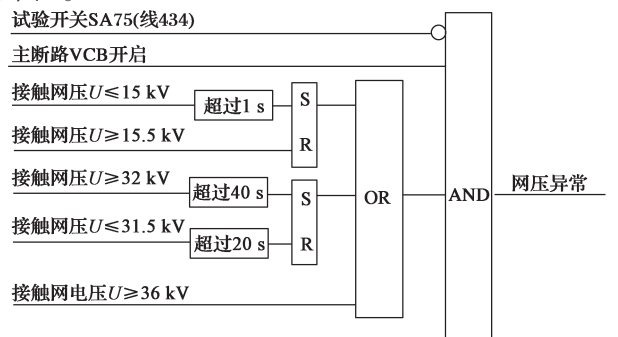 试验开关SA75(线434)
主断路VCB开启
接触网压U≤15 kV
超过1 s
S
接触网压U≥15.5 kV
R
接触网压U≥32 kV
超过40 s
S
OR
AND
网压异常
接触网压U≤31.5 kV
超过20 s
R
接触网电压U≥36 kV